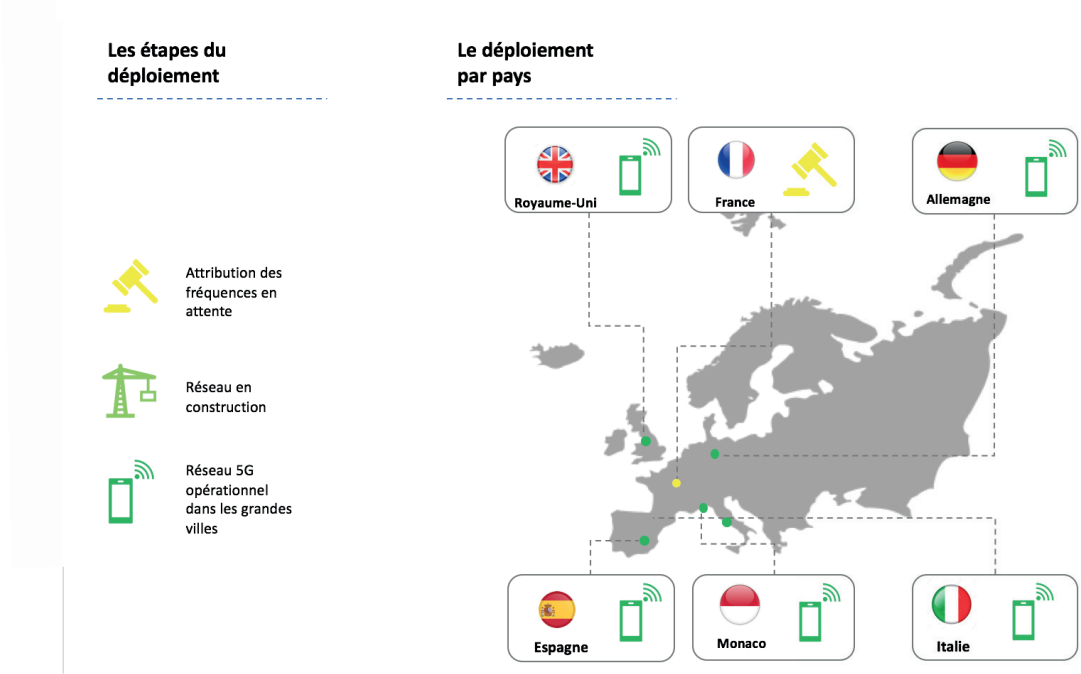 Les étapes du
déploiement
Le déploiement
par pays
Royaume-Uni
France
Allemagne
Attribution des
fréquences en
attente
Réseau en
construction
Réseau 5G
opérationnel
dans les grandes
villes
Espagne
Monaco
Italie